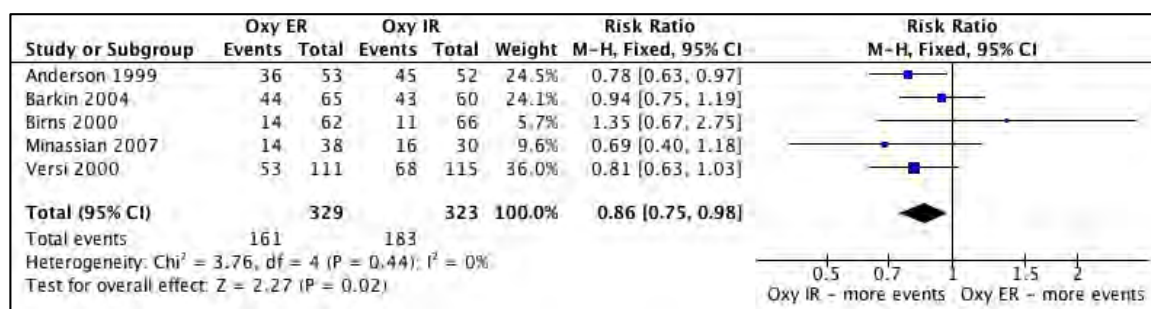 Oxy ER Oxy IR Risk Ratio Risk Ratio
Study or Subgroup Events Total Events Total Weight M-H, Fixed, 95% CI M-H, Fixed, 95% CI
Anderson 1999 36 53 45 52 24.5% 0.78 [0.63, 0.97]
Barkin 2004 44 65 43 60 24.1% 0.94 [0.75, 1.19]
Birns 2000 14 62 11 66 5.7% 1.35 [0.67, 2.75]
Minassian 2007 14 38 16 30 9.6% 0.69 [0.40, 1.18]
Versi 2000 53 111 68 115 36.0% 0.81 [0.63, 1.03]
Total (95% CI) 329 323 100.0% 0.86 [0.75, 0.98]
Total events 161 183
Heterogeneity: Chi² = 3.76, df = 4 (P = 0.44); I² = 0%
Test for overall effect: Z = 2.27 (P = 0.02)
0.5 0.7 1 1.5 2
Oxy IR - more events Oxy ER - more events